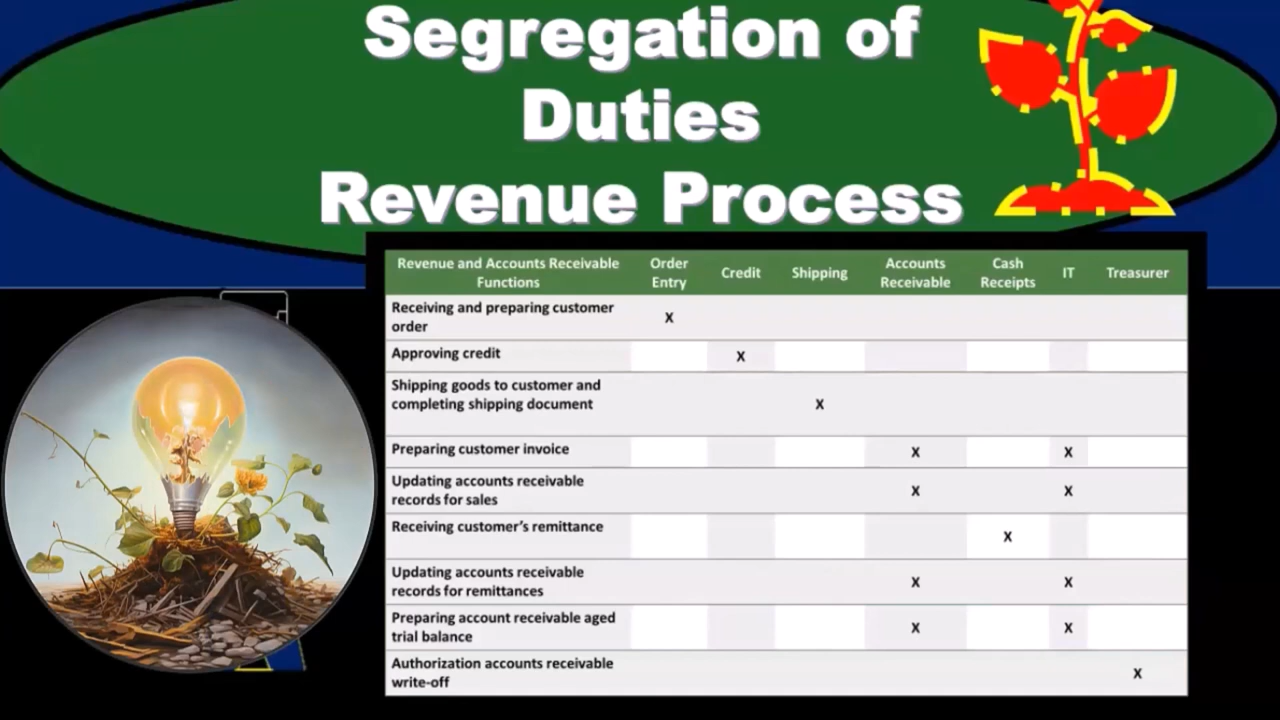 Segregation of
Duties
Revenue Process
Revenue and Accounts Receivable
Functions
Order
Entry
Credit
Shipping
Accounts
Receivable
Cash
Receipts
IT
Treasurer
Receiving and preparing customer
order
X
Approving credit
X
Shipping goods to customer and
completing shipping document
X
Preparing customer invoice
X X
Updating accounts receivable
records for sales
X X
Receiving customer's remittance
X
Updating accounts receivable
records for remittances
X X
Preparing account receivable aged
trial balance
X X
Authorization accounts receivable
write-off
X